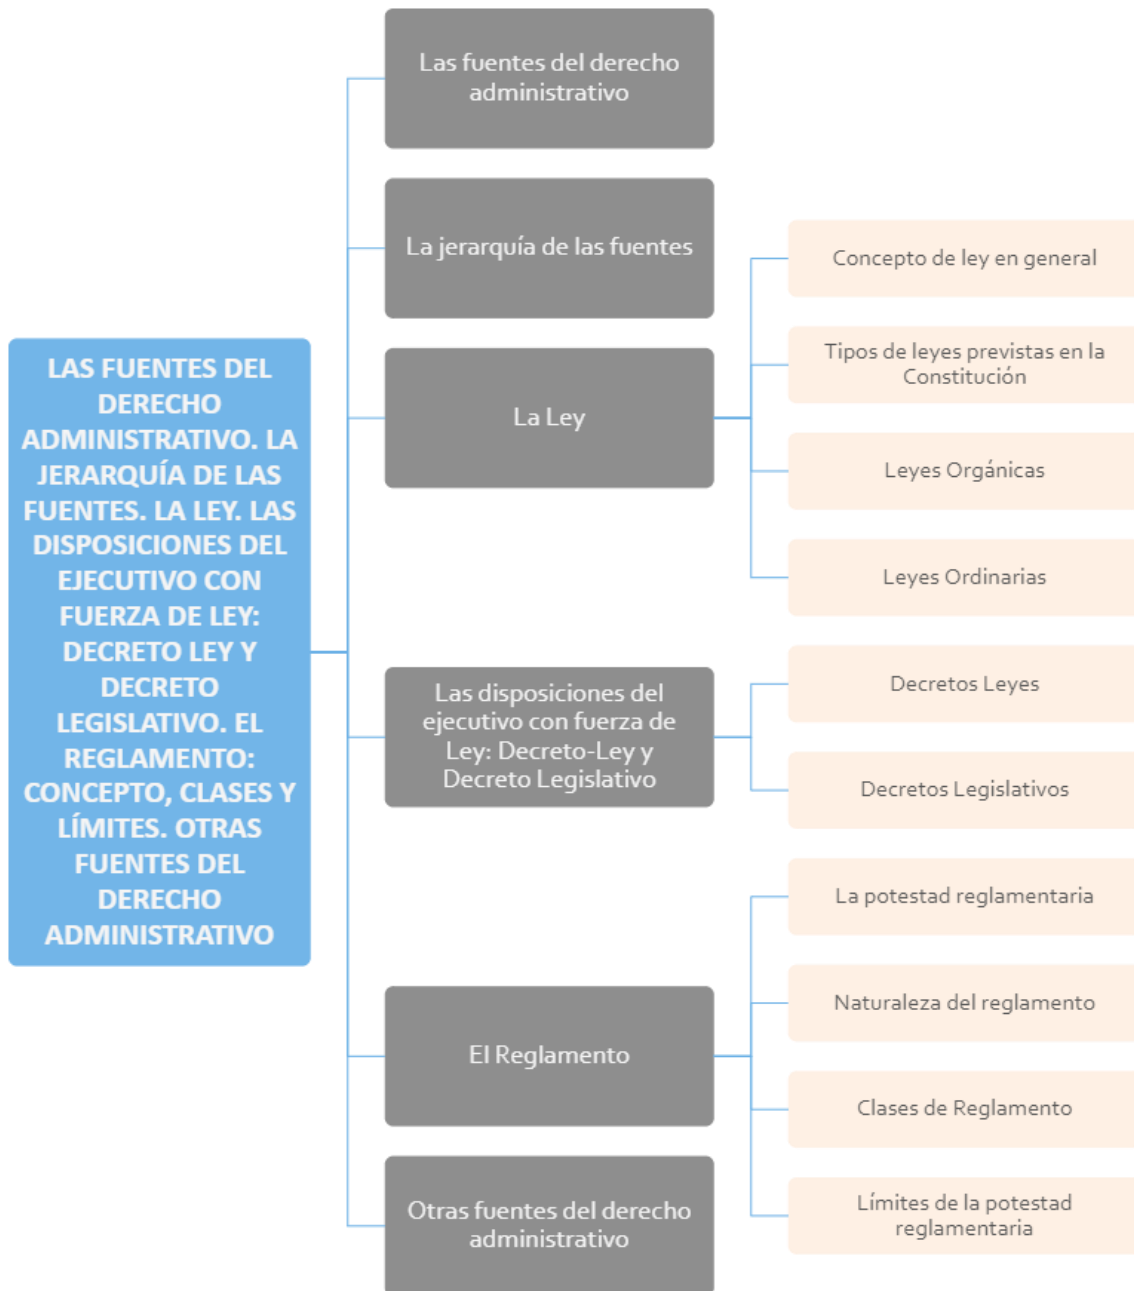 LAS FUENTES DEL
DERECHO
ADMINISTRATIVO. LA
JERARQUÍA DE LAS
FUENTES. LA LEY. LAS
DISPOSICIONES DEL
EJECUTIVO CON
FUERZA DE LEY:
DECRETO LEY Y
DECRETO
LEGISLATIVO. EL
REGLAMENTO:
CONCEPTO, CLASES Y
LÍMITES. OTRAS
FUENTES DEL
DERECHO
ADMINISTRATIVO
Las fuentes del derecho
administrativo
La jerarquía de las fuentes
La Ley
Concepto de ley en general
Tipos de leyes previstas en la
Constitución
Leyes Orgánicas
Leyes Ordinarias
Las disposiciones del
ejecutivo con fuerza de
Ley: Decreto-Ley y
Decreto Legislativo
Decretos Leyes
Decretos Legislativos
El Reglamento
La potestad reglamentaria
Naturaleza del reglamento
Clases de Reglamento
Límites de la potestad
reglamentaria
Otras fuentes del derecho
administrativo